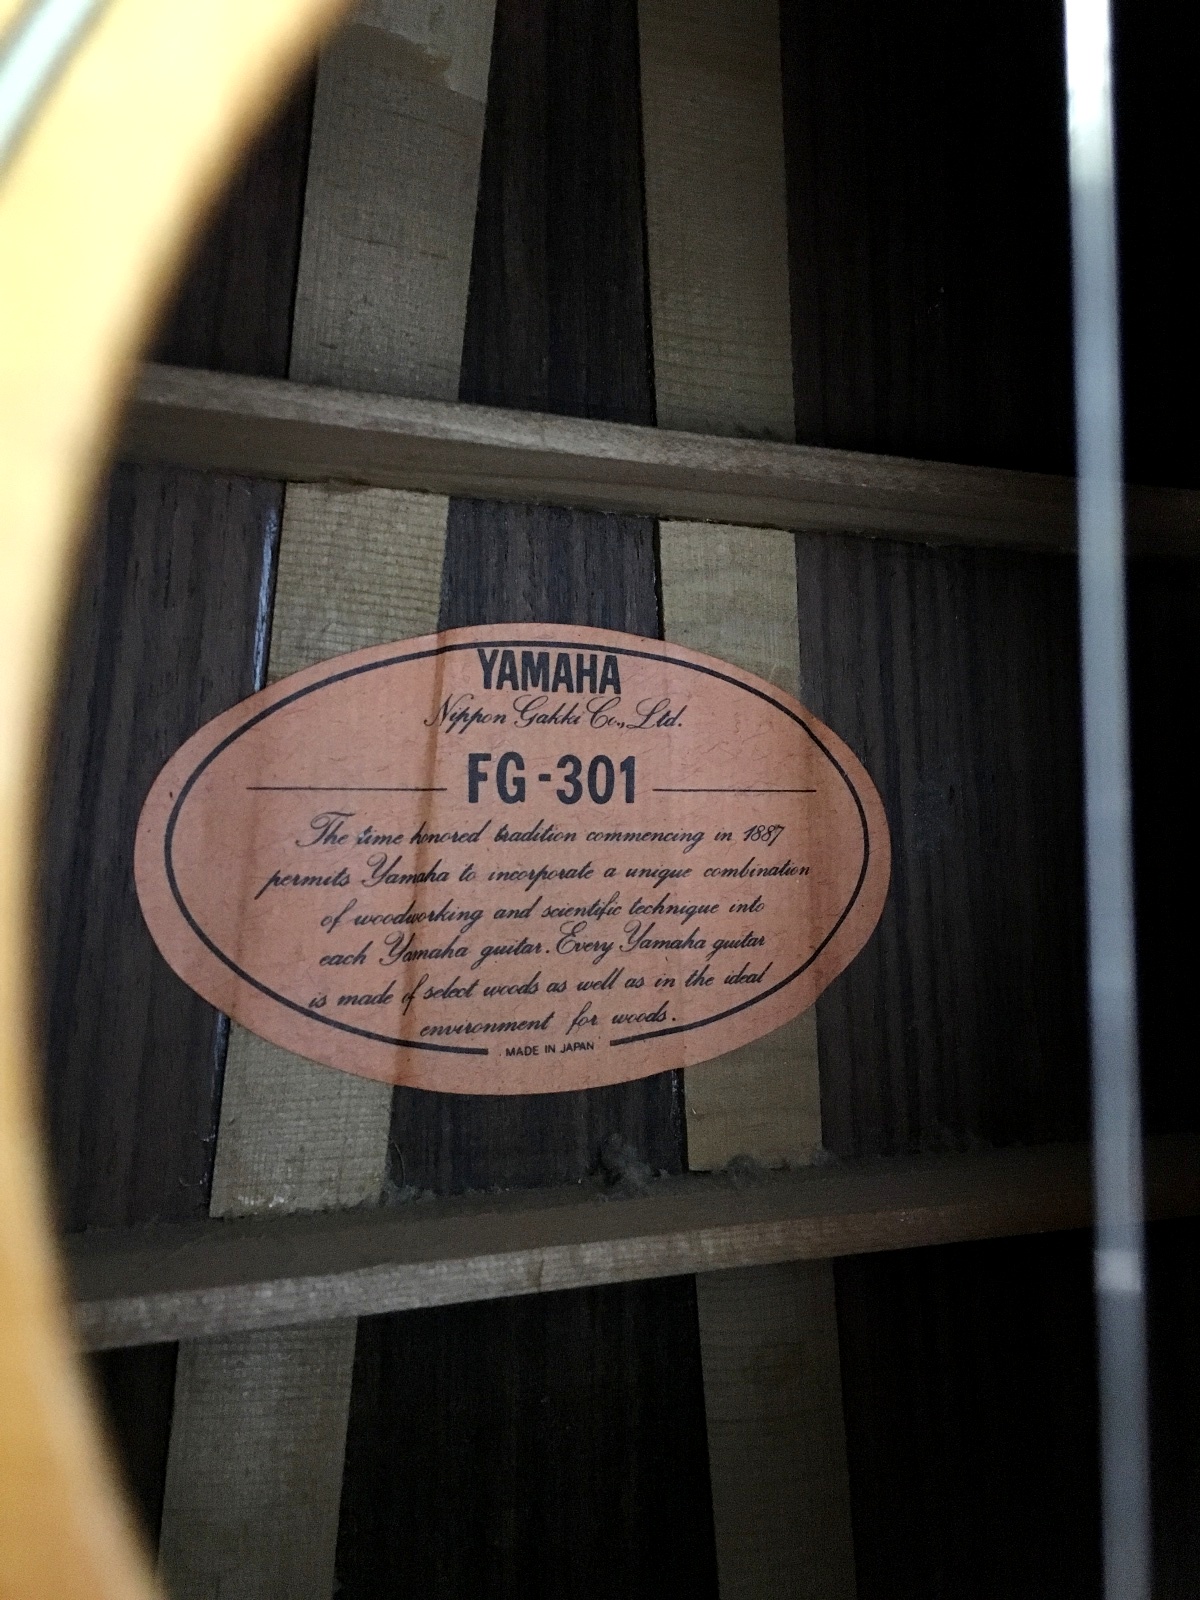 YAMAHA
Nippon Gakki Co., Ltd.
FG-301
The time honored tradition commencing in 1887
permits Yamaha to incorporate a unique combination
of woodworking and scientific technique into
each Yamaha guitar. Every Yamaha guitar
is made of select woods as well as in the ideal
environment for woods.
MADE IN JAPAN